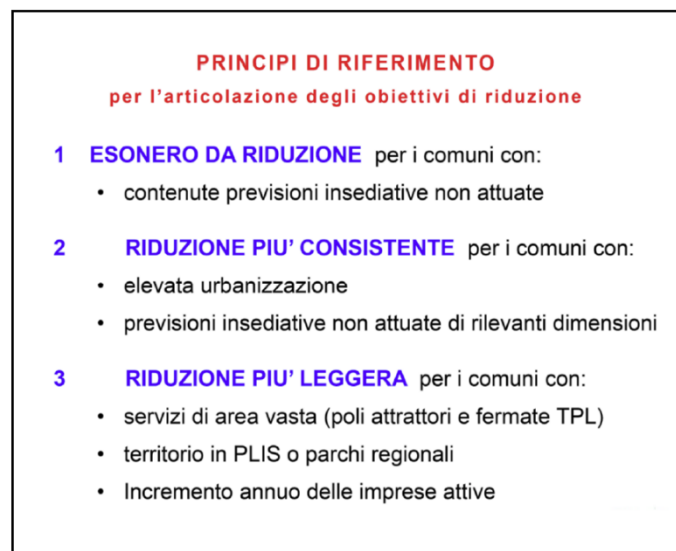 PRINCIPI DI RIFERIMENTO
per l'articolazione degli obiettivi di riduzione
1 ESONERO DA RIDUZIONE per i comuni con:
• contenute previsioni insediative non attuate
2 RIDUZIONE PIU' CONSISTENTE per i comuni con:
• elevata urbanizzazione
• previsioni insediative non attuate di rilevanti dimensioni
3 RIDUZIONE PIU' LEGGERA per i comuni con:
• servizi di area vasta (poli attrattori e fermate TPL)
• territorio in PLIS o parchi regionali
• Incremento annuo delle imprese attive